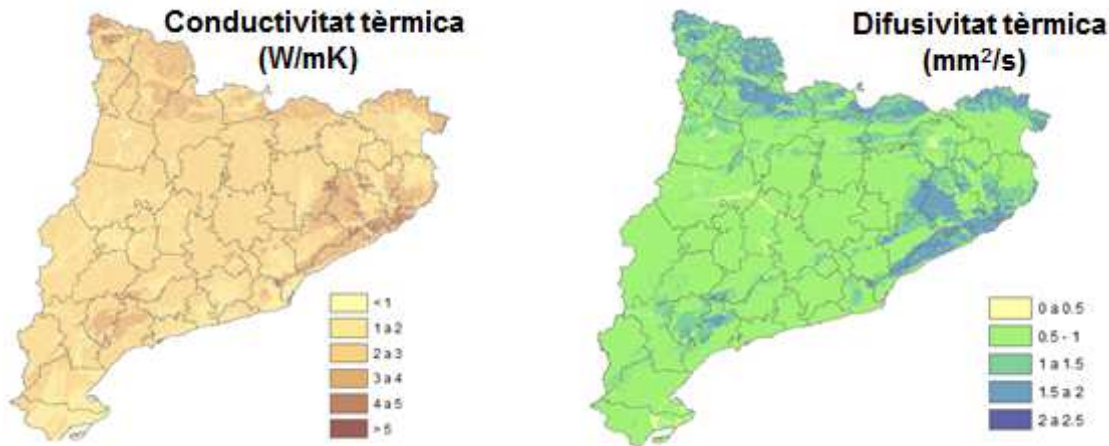 Conductivitat tèrmica
(W/mK)
< 1
1 a 2
2 a 3
3 a 4
4 a 5
> 5
Difusivitat tèrmica
(mm²/s)
0 a 0.5
0.5 - 1
1 a 1.5
1.5 a 2
2 a 2.5